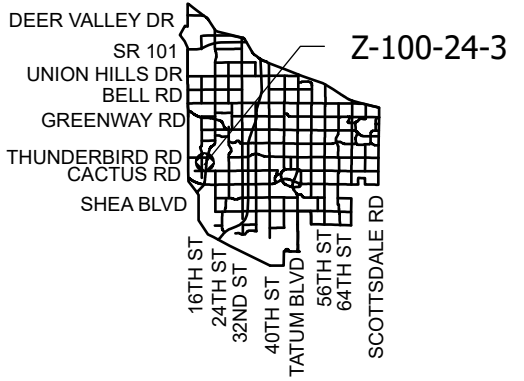 DEER VALLEY DR
SR 101
UNION HILLS DR
BELL RD
GREENWAY RD
THUNDERBIRD RD
CACTUS RD
SHEA BLVD
Z-100-24-3
16TH ST
24TH ST
32ND ST
40TH ST
TATUM BLVD
56TH ST
64TH ST
SCOTTSDALE RD